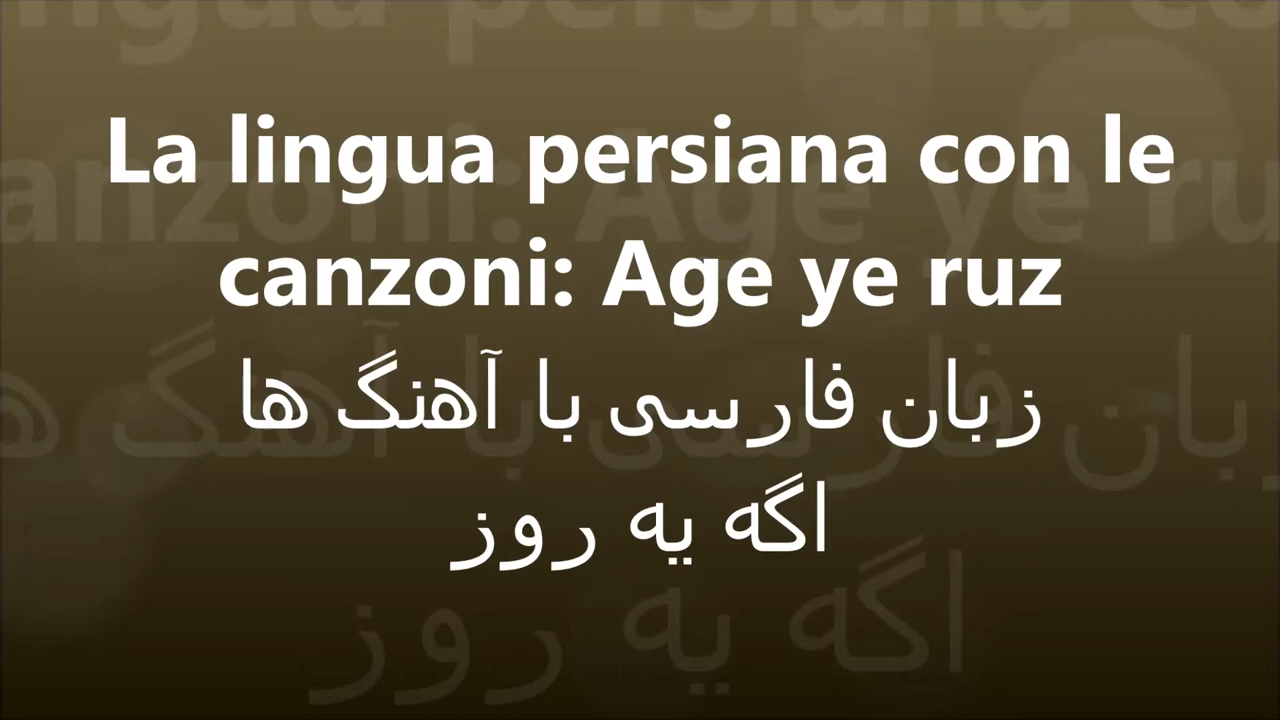 La lingua persiana con le
canzoni: Age ye ruz
زبان فارسی با آهنگ ها
اگه یه روز